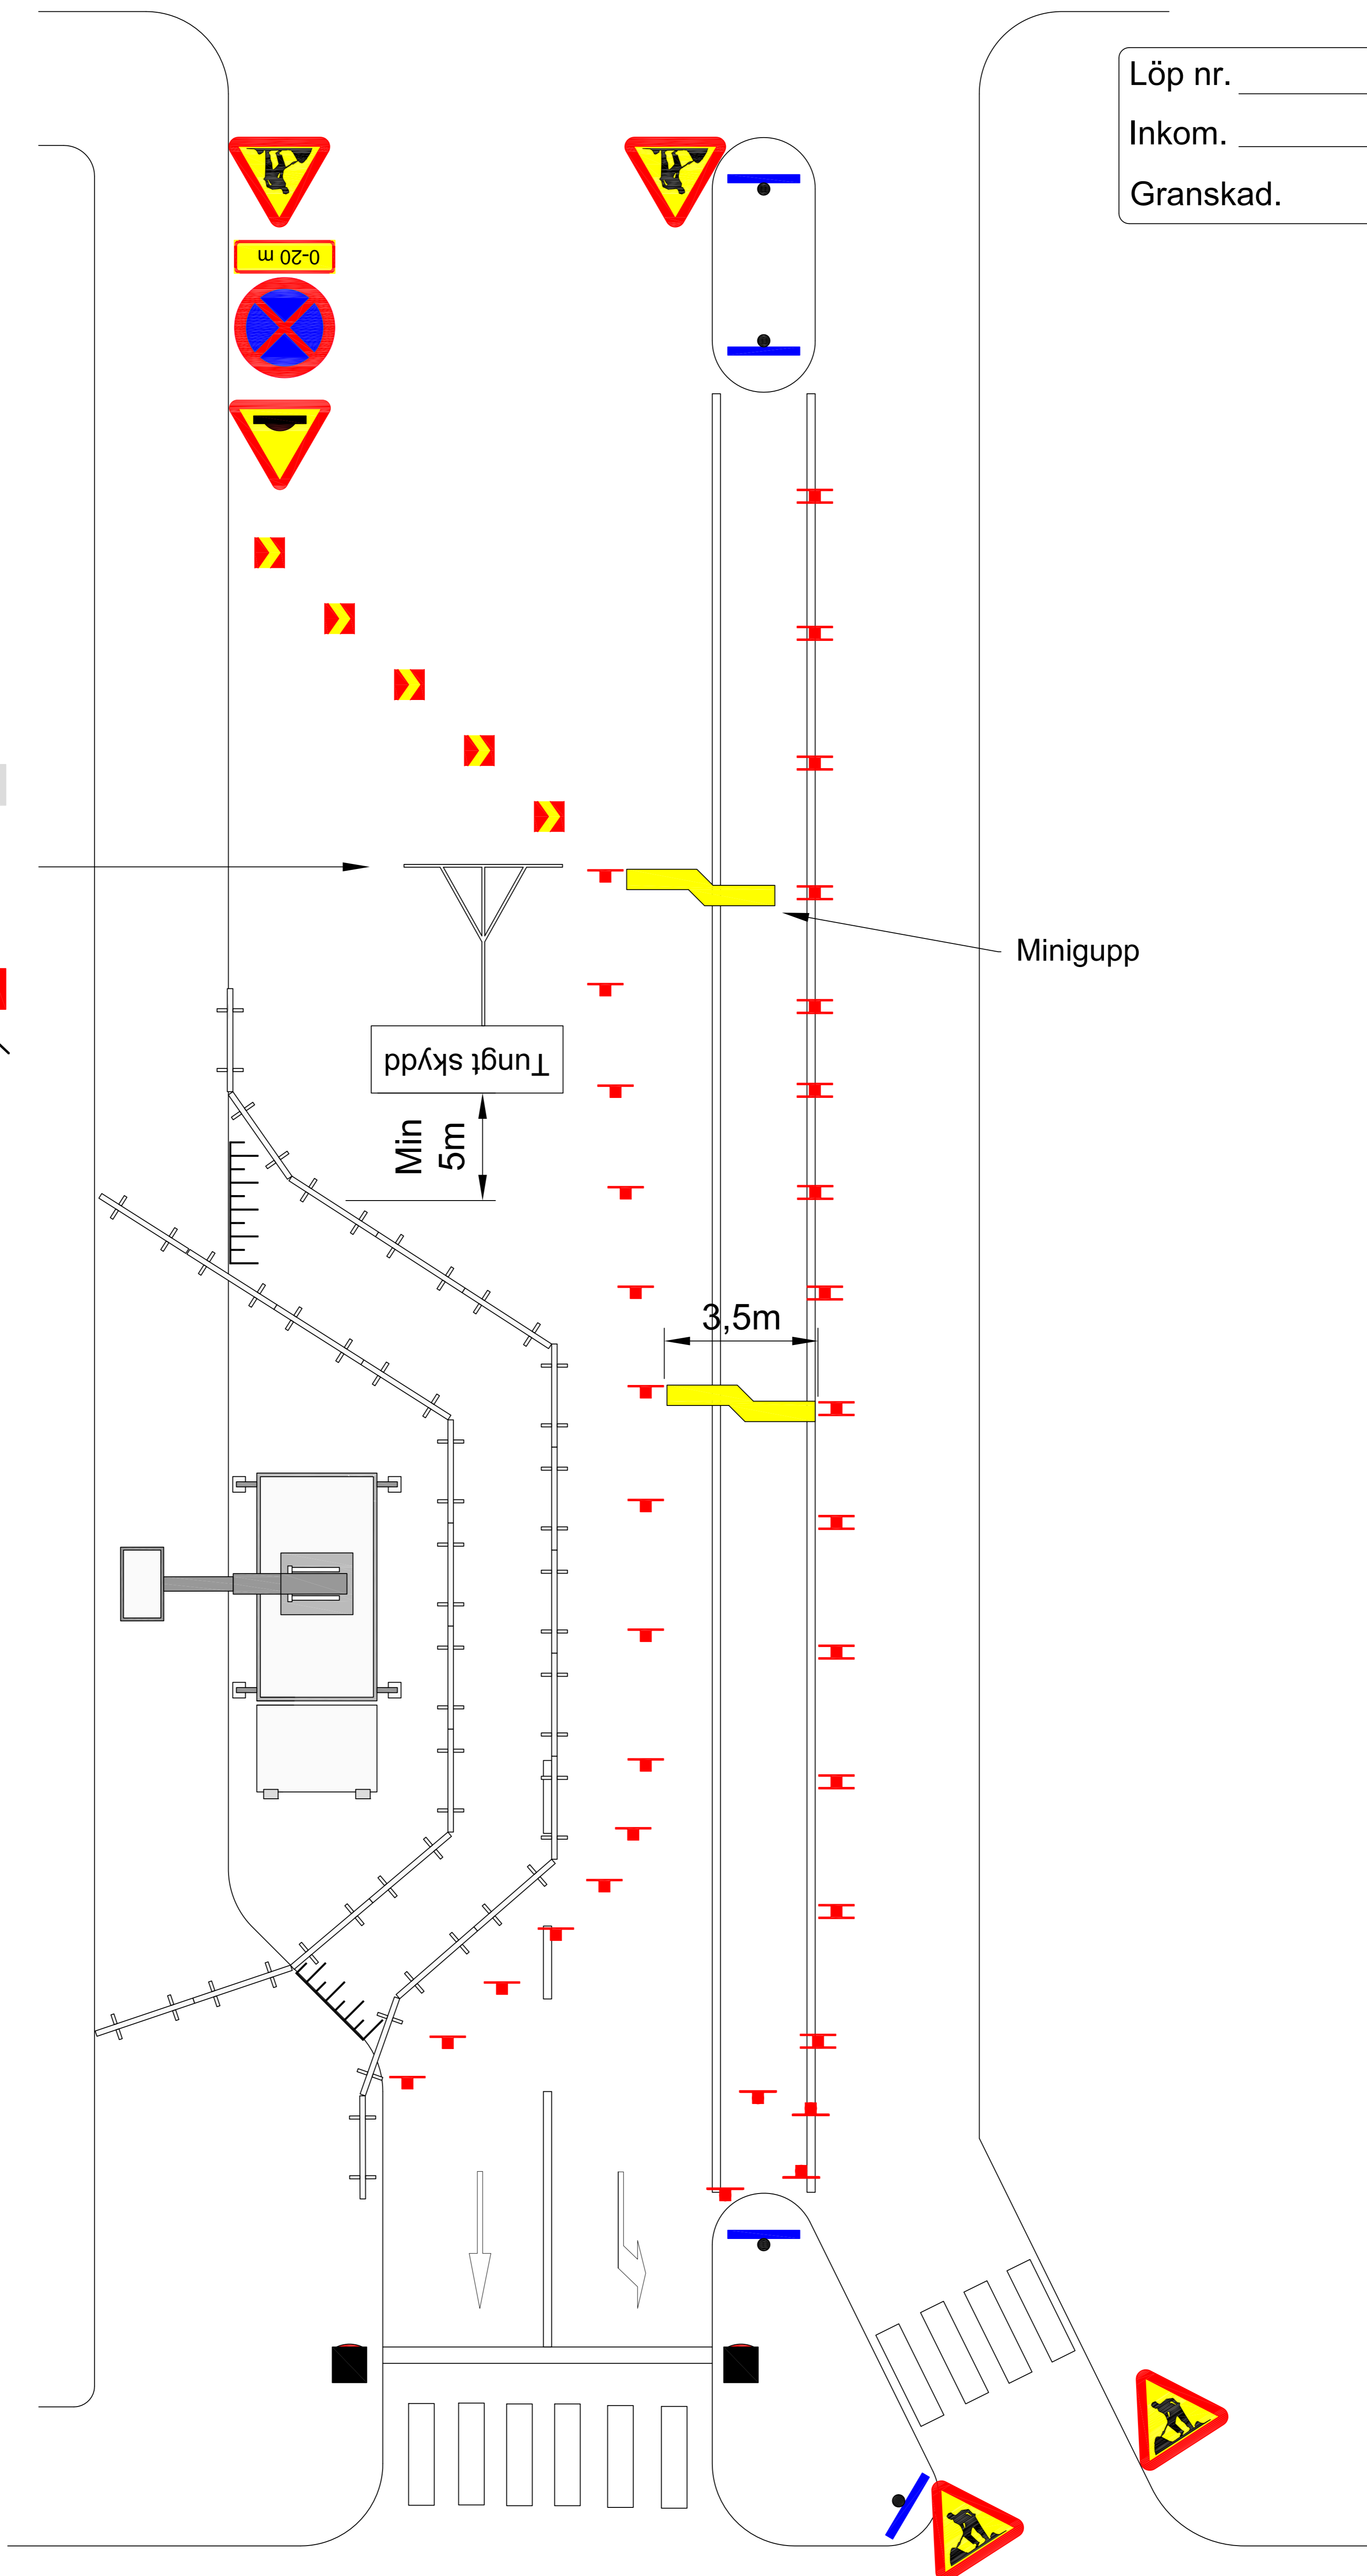 Löp nr.
Inkom.
Granskad.
0-20 m
Minigupp
Tungt skydd
Min
5m
3,5m